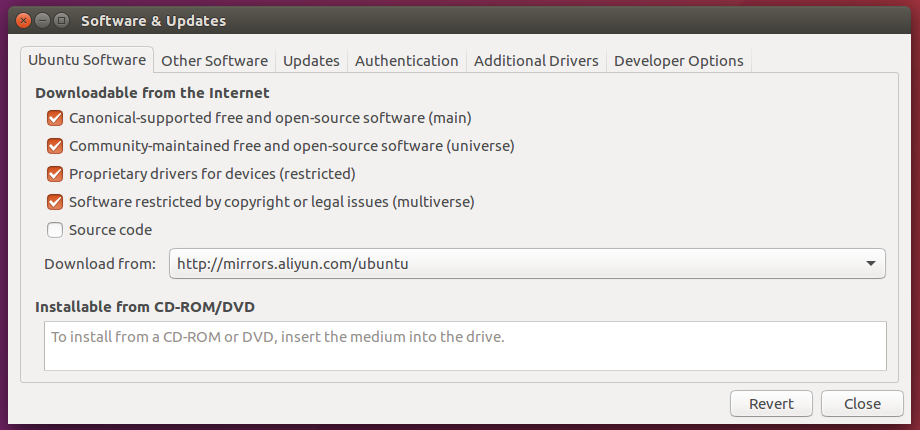 Software & Updates
Ubuntu Software
Other Software
Updates
Authentication
Additional Drivers
Developer Options
Downloadable from the Internet
Canonical-supported free and open-source software (main)
Community-maintained free and open-source software (universe)
Proprietary drivers for devices (restricted)
Software restricted by copyright or legal issues (multiverse)
Source code
Download from: http://mirrors.aliyun.com/ubuntu
Installable from CD-ROM/DVD
To install from a CD-ROM or DVD, insert the medium into the drive.
Revert
Close